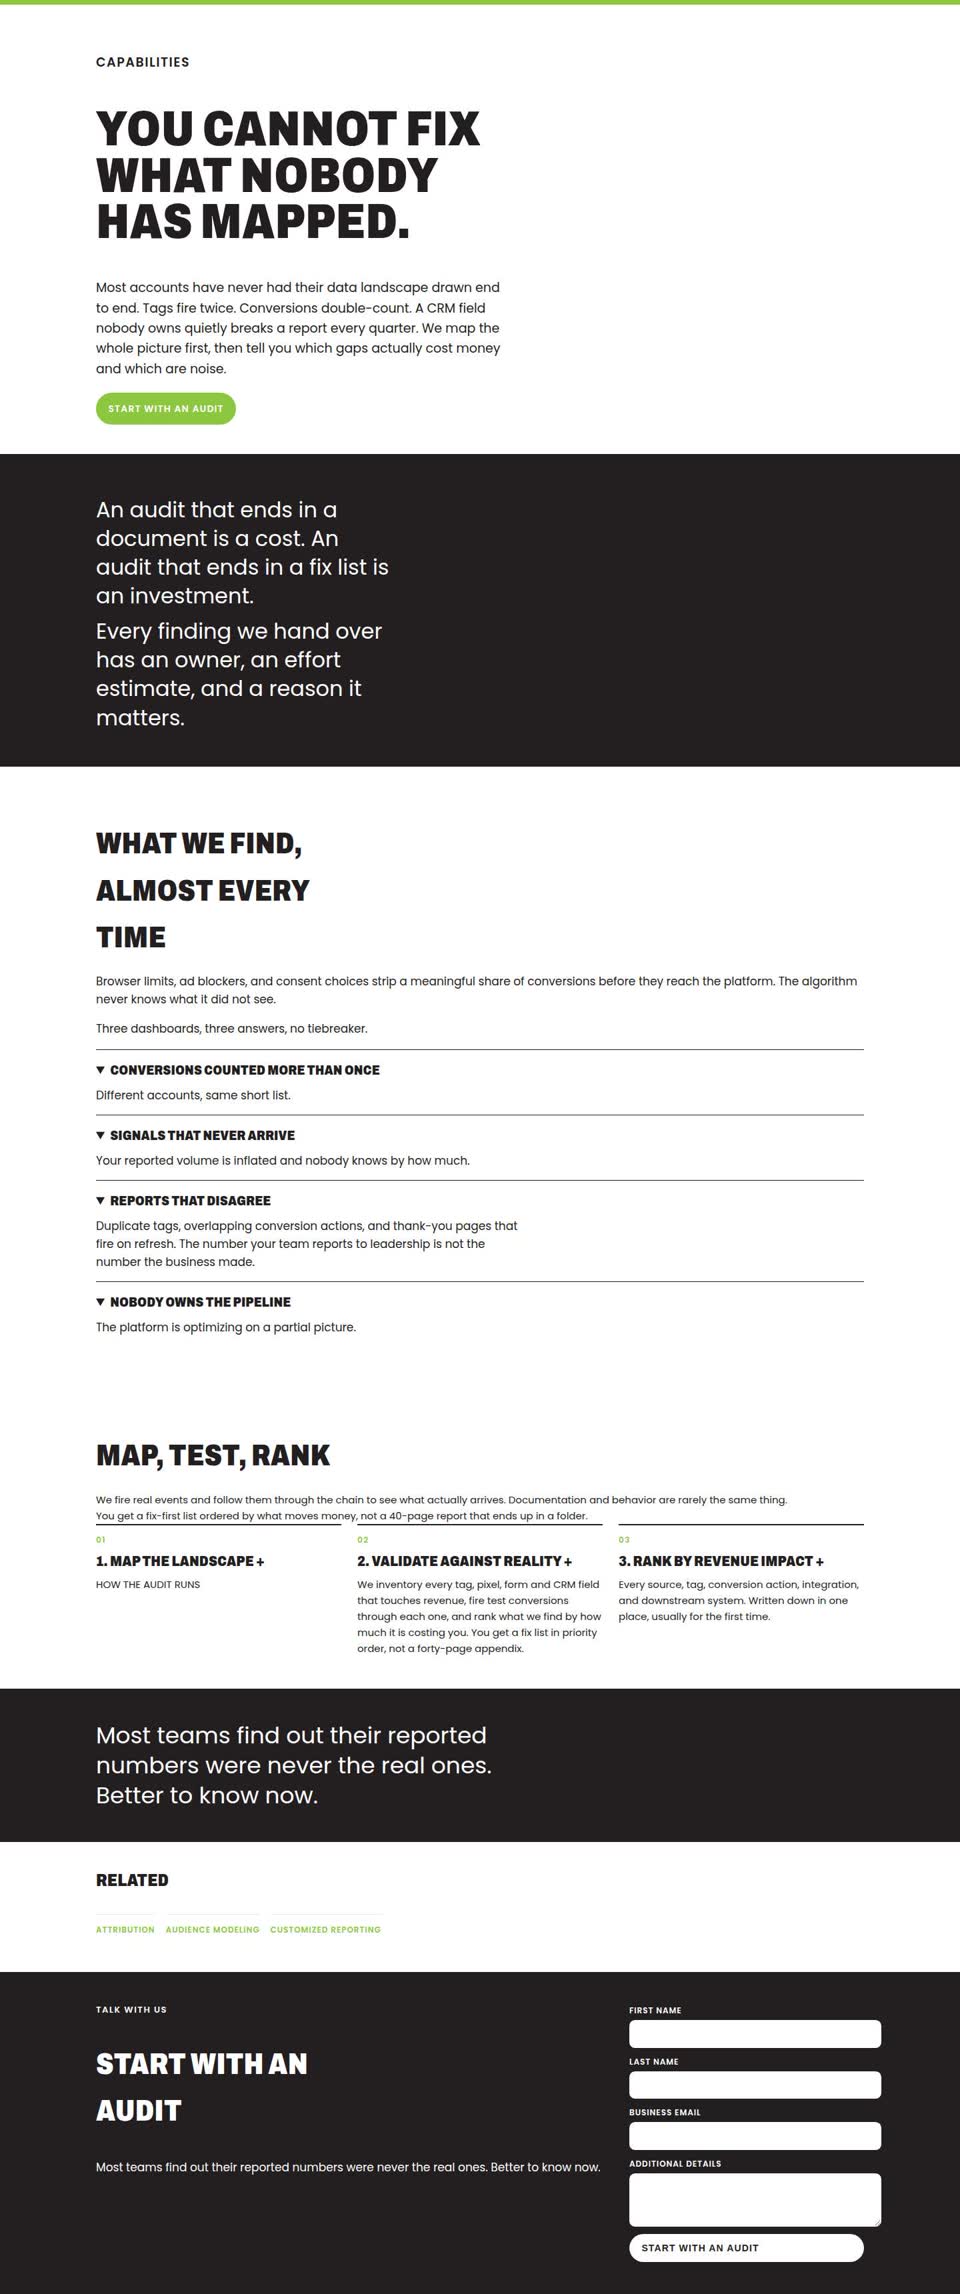 CAPABILITIES
YOU CANNOT FIX
WHAT NOBODY
HAS MAPPED.
Most accounts have never had their data landscape drawn end
to end. Tags fire twice. Conversions double-count. A CRM field
nobody owns quietly breaks a report every quarter. We map the
whole picture first, then tell you which gaps actually cost money
and which are noise.
START WITH AN AUDIT
An audit that ends in a
document is a cost. An
audit that ends in a fix list is
an investment.
Every finding we hand over
has an owner, an effort
estimate, and a reason it
matters.
WHAT WE FIND,
ALMOST EVERY
TIME
Browser limits, ad blockers, and consent choices strip a meaningful share of conversions before they reach the platform. The algorithm
never knows what it did not see.
Three dashboards, three answers, no tiebreaker.
▼ CONVERSIONS COUNTED MORE THAN ONCE
Different accounts, same short list.
▼ SIGNALS THAT NEVER ARRIVE
Your reported volume is inflated and nobody knows by how much.
▼ REPORTS THAT DISAGREE
Duplicate tags, overlapping conversion actions, and thank-you pages that
fire on refresh. The number your team reports to leadership is not the
number the business made.
▼ NOBODY OWNS THE PIPELINE
The platform is optimizing on a partial picture.
MAP, TEST, RANK
We fire real events and follow them through the chain to see what actually arrives. Documentation and behavior are rarely the same thing.
You get a fix-first list ordered by what moves money, not a 40-page report that ends up in a folder.
01
1. MAP THE LANDSCAPE +
HOW THE AUDIT RUNS
02
2. VALIDATE AGAINST REALITY +
We inventory every tag, pixel, form and CRM field
that touches revenue, fire test conversions
through each one, and rank what we find by how
much it is costing you. You get a fix list in priority
order, not a forty-page appendix.
03
3. RANK BY REVENUE IMPACT +
Every source, tag, conversion action, integration,
and downstream system. Written down in one
place, usually for the first time.
Most teams find out their reported
numbers were never the real ones.
Better to know now.
RELATED
ATTRIBUTION AUDIENCE MODELING CUSTOMIZED REPORTING
TALK WITH US
START WITH AN
AUDIT
Most teams find out their reported numbers were never the real ones. Better to know now.
FIRST NAME
LAST NAME
BUSINESS EMAIL
ADDITIONAL DETAILS
START WITH AN AUDIT